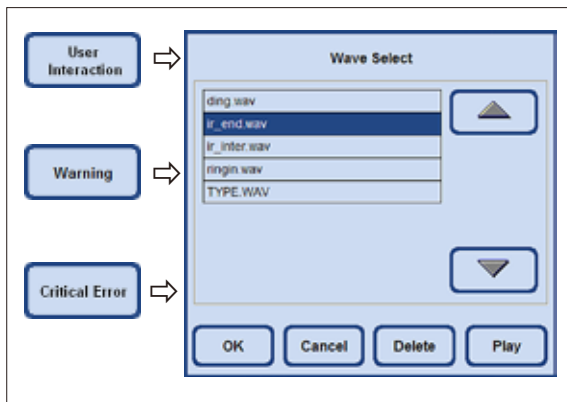 User
Interaction
Warning
Critical Error
Wave Select
ding.wav
ir_end.wav
ir_inter.wav
ringin.wav
TYPE.WAV
OK
Cancel
Delete
Play